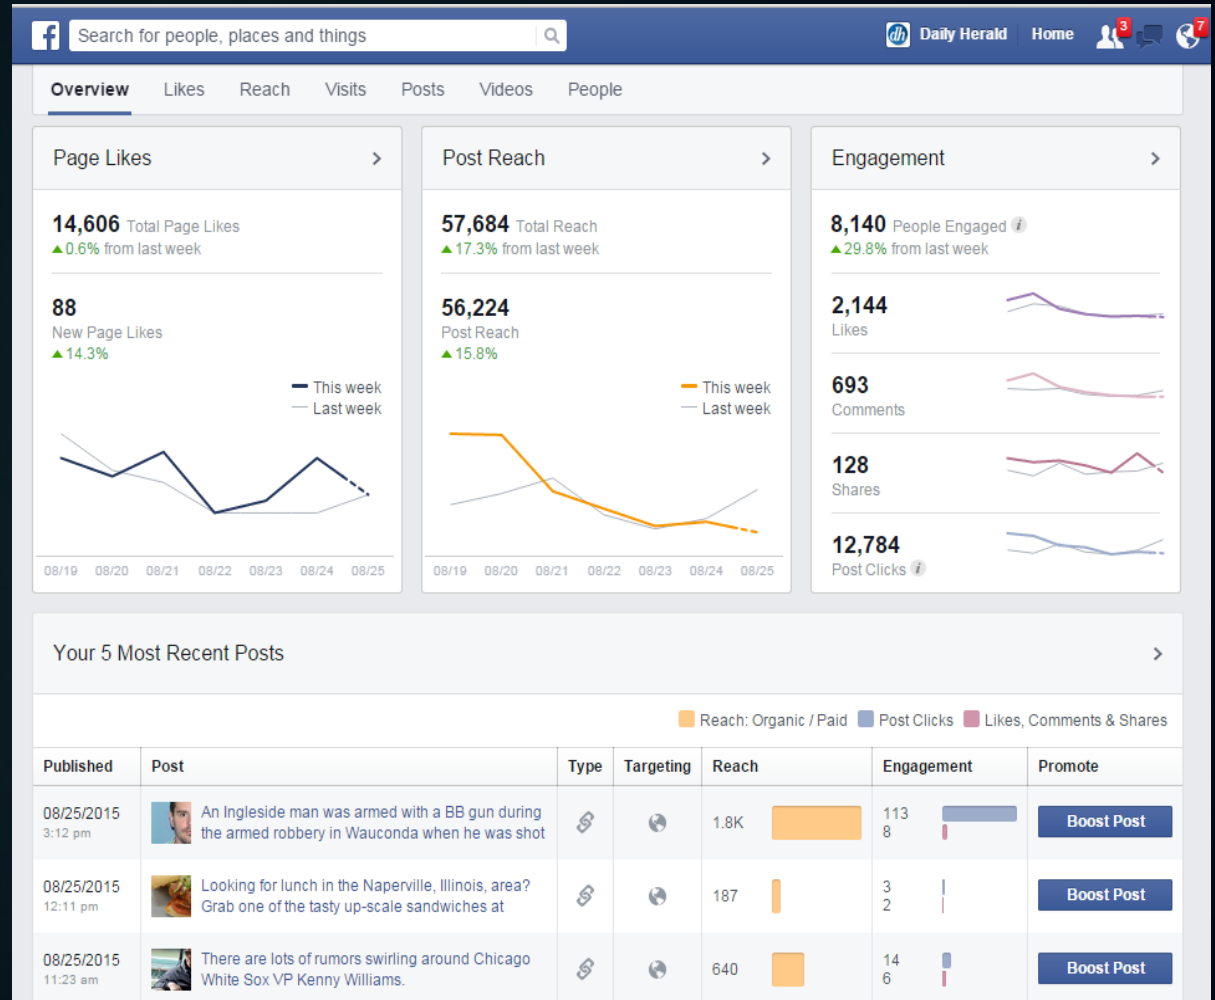 f
Search for people, places and things
dh Daily Herald Home 3 7
Overview Likes Reach Visits Posts Videos People
Page Likes
14,606 Total Page Likes
0.6% from last week
88
New Page Likes
14.3%
This week
Last week
08/19 08/20 08/21 08/22 08/23 08/24 08/25
Post Reach
57,684 Total Reach
17.3% from last week
56,224
Post Reach
15.8%
This week
Last week
08/19 08/20 08/21 08/22 08/23 08/24 08/25
Engagement
8,140 People Engaged i
29.8% from last week
2,144
Likes
693
Comments
128
Shares
12,784
Post Clicks i
Your 5 Most Recent Posts
Reach: Organic / Paid Post Clicks Likes, Comments & Shares
Published Post Type Targeting Reach Engagement Promote
08/25/2015
3:12 pm
An Ingleside man was armed with a BB gun during
the armed robbery in Wauconda when he was shot
1.8K
113
8
Boost Post
08/25/2015
12:11 pm
Looking for lunch in the Naperville, Illinois, area?
Grab one of the tasty up-scale sandwiches at
187
3
2
Boost Post
08/25/2015
11:23 am
There are lots of rumors swirling around Chicago
White Sox VP Kenny Williams.
640
14
6
Boost Post